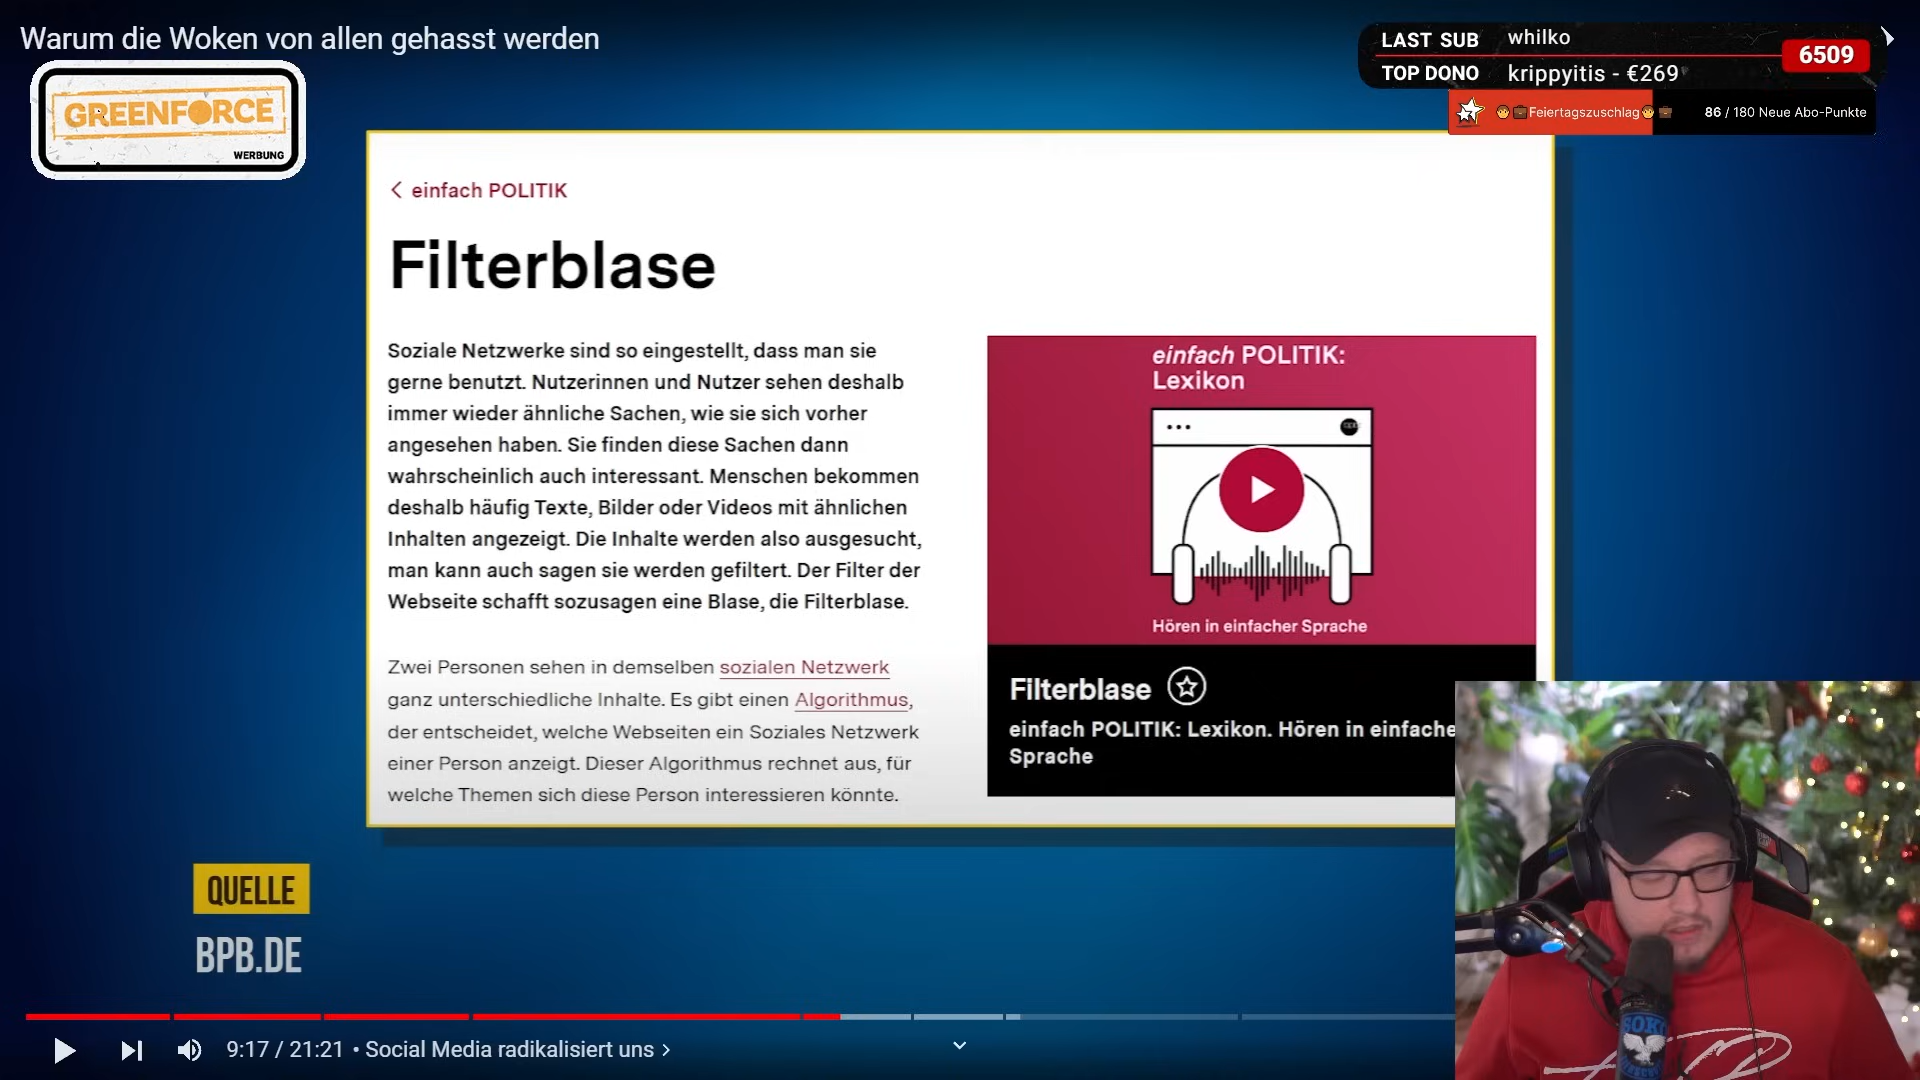 Warum die Woken von allen gehasst werden
GREENFORCE
WERBUNG
LAST SUB whilko
TOP DONO krippyitis - €269
6509
Feiertagszuschlag
86 / 180 Neue Abo-Punkte
einfach POLITIK
Filterblase
Soziale Netzwerke sind so eingestellt, dass man sie
gerne benutzt. Nutzerinnen und Nutzer sehen deshalb
immer wieder ähnliche Sachen, wie sie sich vorher
angesehen haben. Sie finden diese Sachen dann
wahrscheinlich auch interessant. Menschen bekommen
deshalb häufig Texte, Bilder oder Videos mit ähnlichen
Inhalten angezeigt. Die Inhalte werden also ausgesucht,
man kann auch sagen sie werden gefiltert. Der Filter der
Webseite schafft sozusagen eine Blase, die Filterblase.
Zwei Personen sehen in demselben sozialen Netzwerk
ganz unterschiedliche Inhalte. Es gibt einen Algorithmus,
der entscheidet, welche Webseiten ein Soziales Netzwerk
einer Person anzeigt. Dieser Algorithmus rechnet aus, für
welche Themen sich diese Person interessieren könnte.
einfach POLITIK:
Lexikon
Hören in einfacher Sprache
Filterblase
einfach POLITIK: Lexikon. Hören in einfache
Sprache
QUELLE
BPB.DE
9:17 / 21:21 • Social Media radikalisiert uns